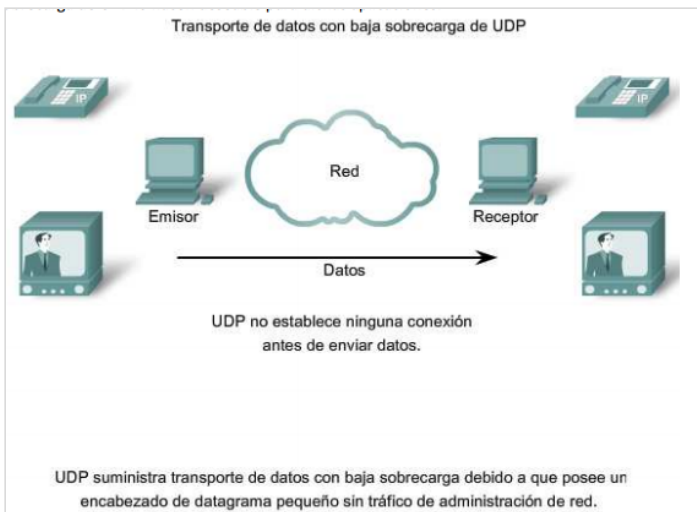 Transporte de datos con baja sobrecarga de UDP
IP
IP
Red
Emisor
Receptor
Datos
UDP no establece ninguna conexión
antes de enviar datos.
UDP suministra transporte de datos con baja sobrecarga debido a que posee un
encabezado de datagrama pequeño sin tráfico de administración de red.